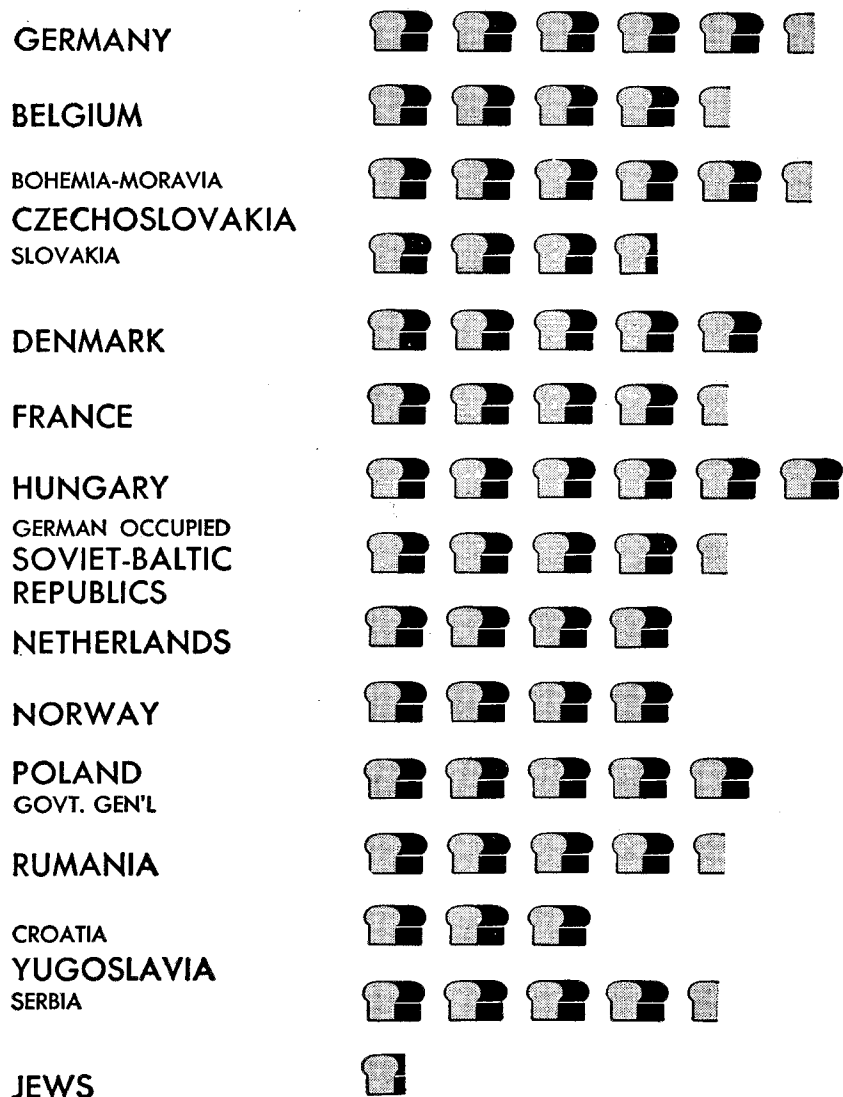 GERMANY
BELGIUM
BOHEMIA-MORAVIA
CZECHOSLOVAKIA
SLOVAKIA
DENMARK
FRANCE
HUNGARY
GERMAN OCCUPIED
SOVIET-BALTIC
REPUBLICS
NETHERLANDS
NORWAY
POLAND
GOVT. GEN'L
RUMANIA
CROATIA
YUGOSLAVIA
SERBIA
JEWS